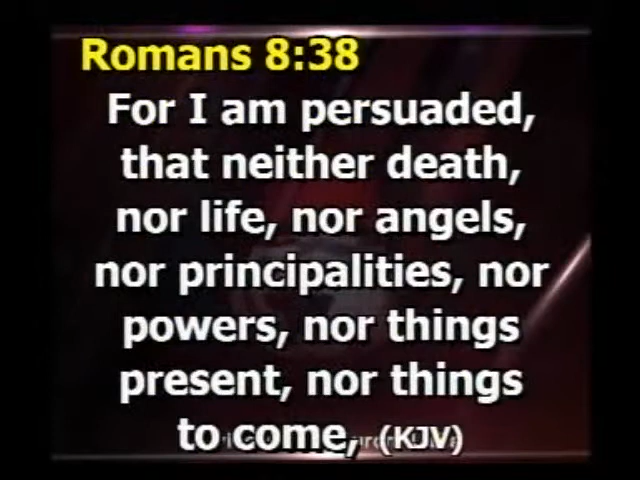 Romans 8:38
For I am persuaded,
that neither death,
nor life, nor angels,
nor principalities, nor
powers, nor things
present, nor things
to come, (KJV)